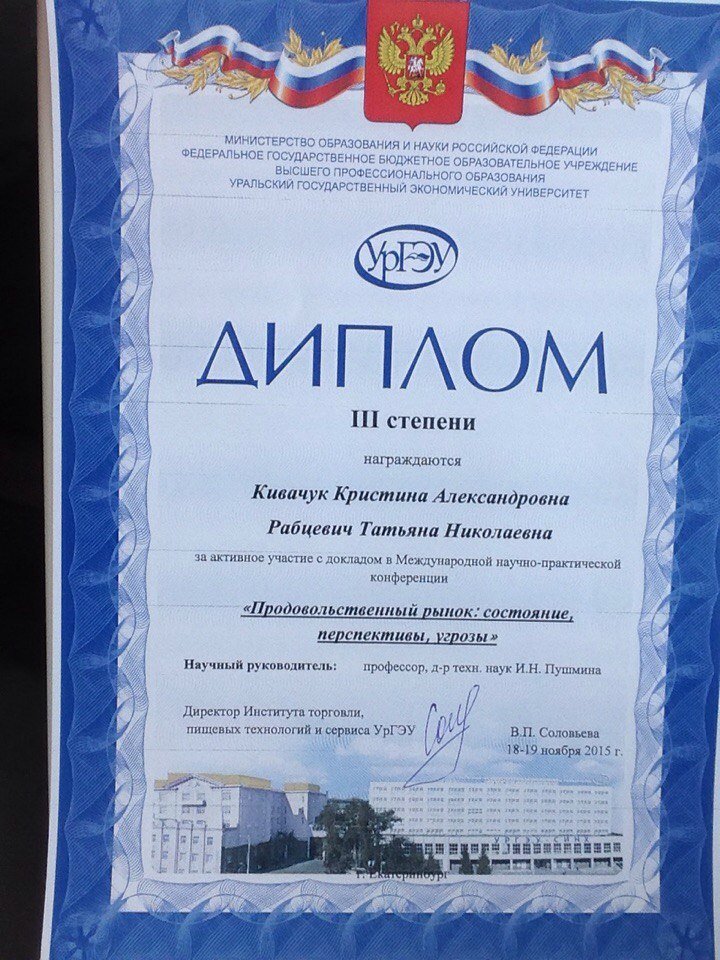 МИНИСТЕРСТВО ОБРАЗОВАНИЯ И НАУКИ РОССИЙСКОЙ ФЕДЕРАЦИИ
ФЕДЕРАЛЬНОЕ ГОСУДАРСТВЕННОЕ БЮДЖЕТНОЕ ОБРАЗОВАТЕЛЬНОЕ УЧРЕЖДЕНИЕ
ВЫСШЕГО ПРОФЕССИОНАЛЬНОГО ОБРАЗОВАНИЯ
УРАЛЬСКИЙ ГОСУДАРСТВЕННЫЙ ЭКОНОМИЧЕСКИЙ УНИВЕРСИТЕТ
УрГЭУ
ДИПЛОМ
III степени
награждаются
Кивачук Кристина Александровна
Рабцевич Татьяна Николаевна
за активное участие с докладом в Международной научно-практической
конференции
«Продовольственный рынок: состояние,
перспективы, угрозы»
Научный руководитель: профессор, д-р техн. наук И.Н. Пушмина
Директор Института торговли,
пищевых технологий и сервиса УрГЭУ В.П. Соловьева
18-19 ноября 2015 г.
г. Екатеринбург